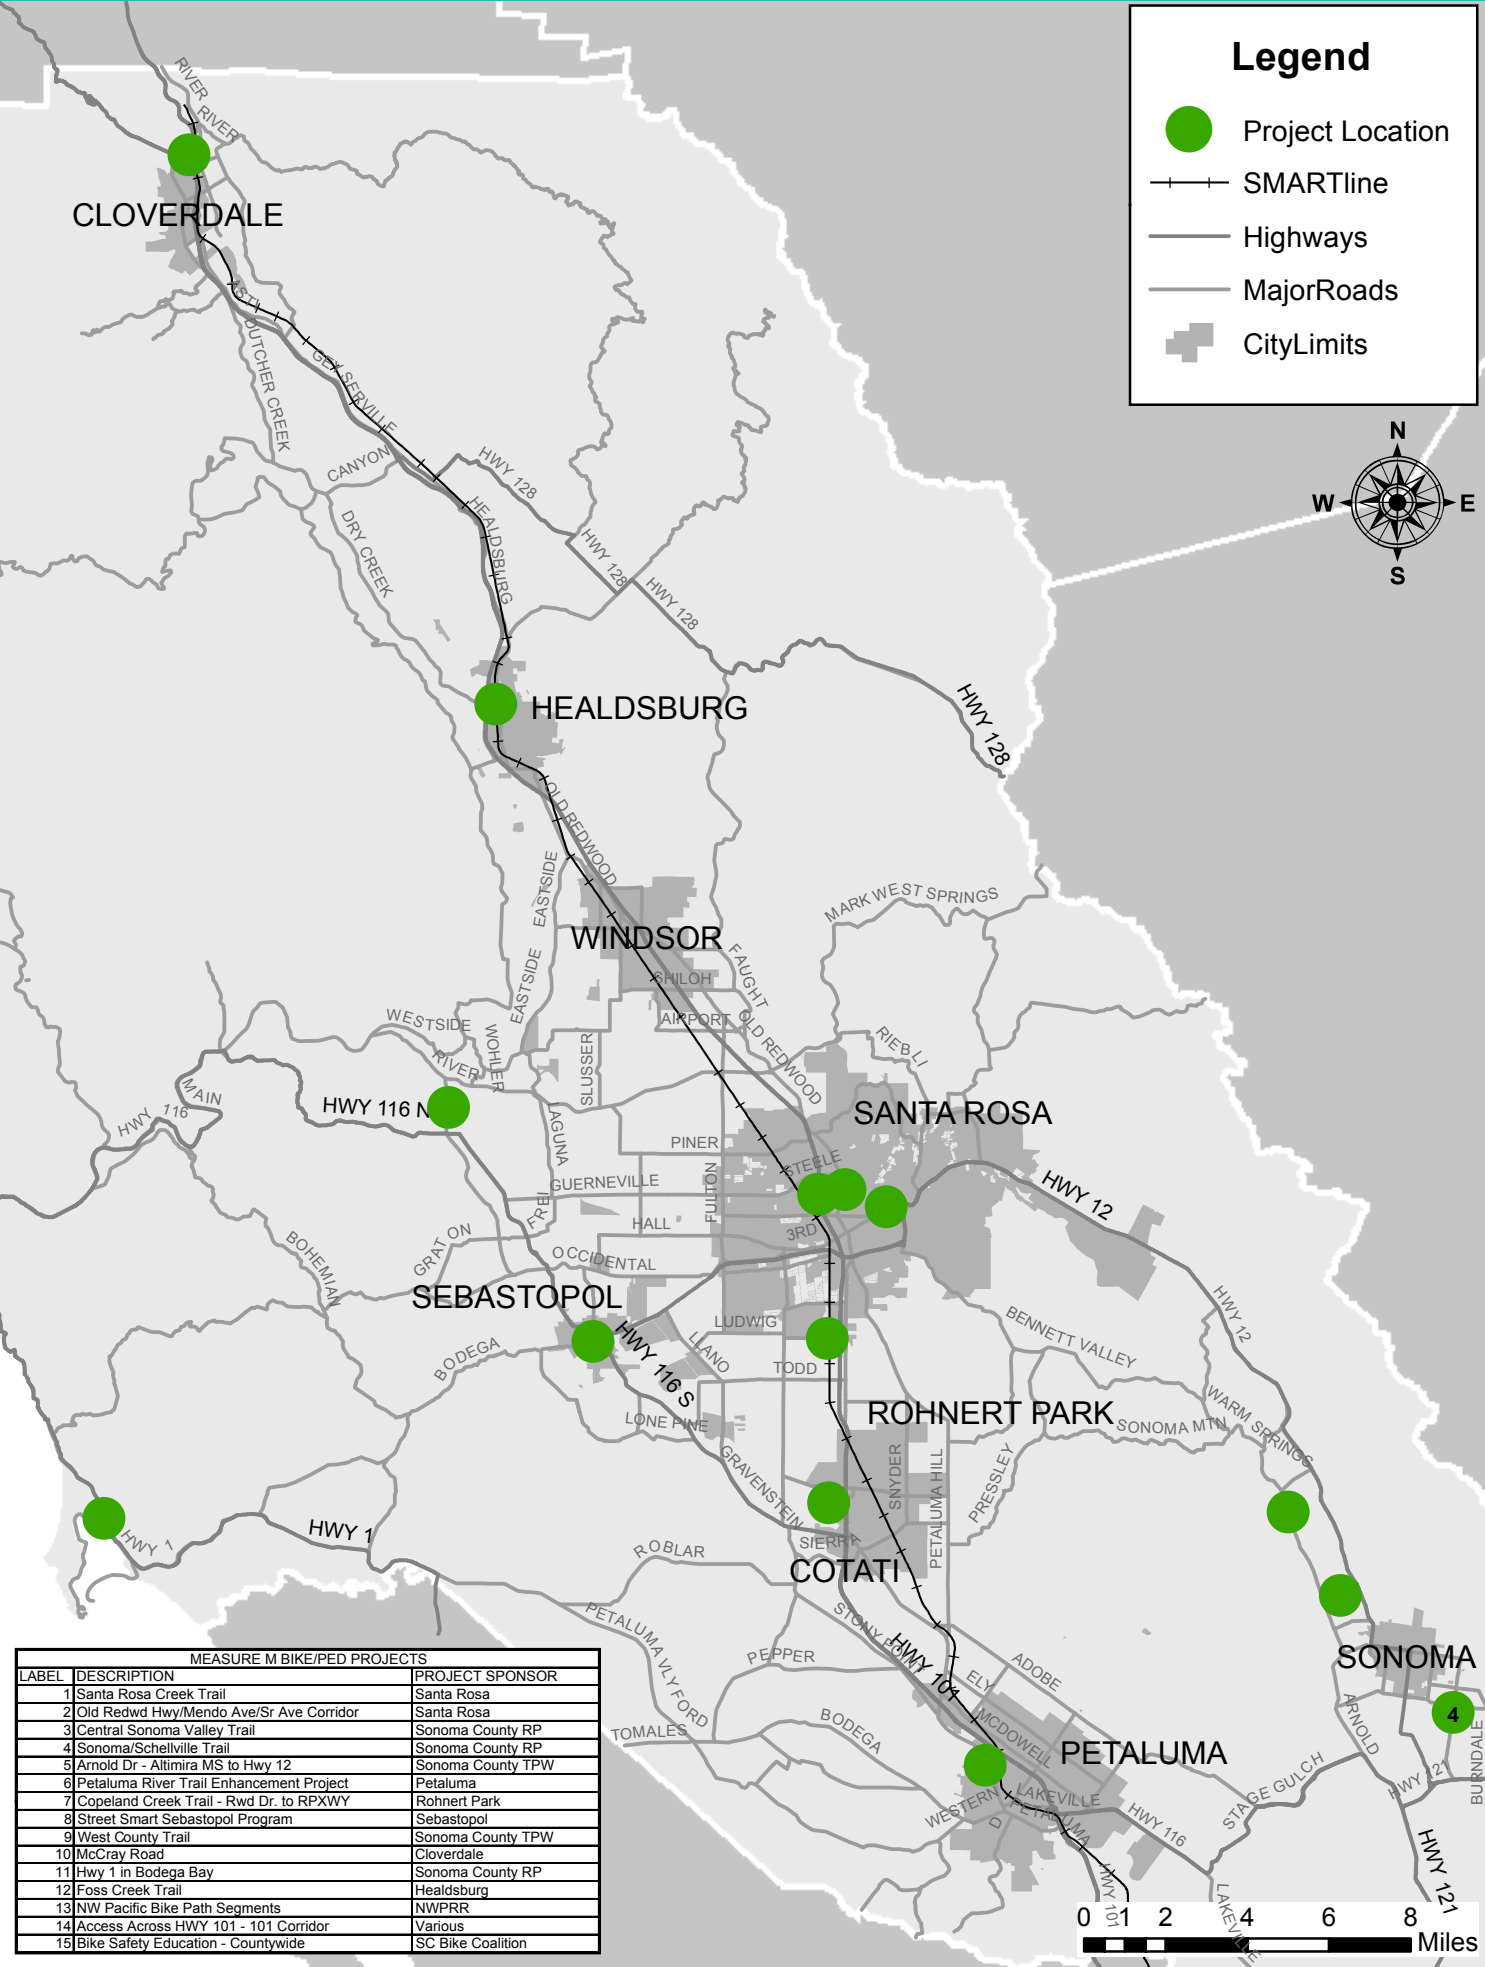 Legend
Project Location
SMARTline
Highways
MajorRoads
CityLimits
N
W
E
S
RIVER
RIVER
CLOVERDALE
ASTI
DUTCHER CREEK
GEYSERVILLE
CANYON
HWY 128
DRY CREEK
HEALDSBURG
HWY 128
HWY 128
HEALDSBURG
HWY 128
OLD REDWOOD
EASTSIDE
MARK WEST SPRINGS
WINDSOR
EASTSIDE
SHILOH
FAUGHT
AIRPORT
OLD REDWOOD
WESTSIDE
WOHLER
RIEBLI
RIVER
SLUSSER
MAIN
HWY 116
HWY 116 N
LAGUNA
SANTA ROSA
PINER
STEELE
GUERNEVILLE
FULTON
HWY 12
FREI
HALL
3RD
GRATON
BOHEMIAN
OCCIDENTAL
SEBASTOPOL
HWY 12
LUDWIG
BENNETT VALLEY
HWY 116 S
LLANO
BODEGA
TODD
WARM SPRINGS
ROHNERT PARK
LONE PINE
SONOMA MTN
GRAVENSTEIN
SNYDER
PETALUMA HILL
PRESSLEY
HWY 1
HWY 1
SIERRA
ROBLAR
COTATI
PETALUMA VLY FORD
STONY POINT
HWY 101
PEPPER
ADOBE
ELY
SONOMA
TOMALES
BODEGA
MCDOWELL
ARNOLD
4
PETALUMA
BURNDALE
LAKEVILLE
WESTERN
PETALUMA
D
HWY 116
STAGE GULCH
HWY 121
HWY 121
HWY 101
LAKEVILLE
MEASURE M BIKE/PED PROJECTS
LABEL DESCRIPTION PROJECT SPONSOR
1 Santa Rosa Creek Trail Santa Rosa
2 Old Redwd Hwy/Mendo Ave/Sr Ave Corridor Santa Rosa
3 Central Sonoma Valley Trail Sonoma County RP
4 Sonoma/Schellville Trail Sonoma County RP
5 Arnold Dr - Altimira MS to Hwy 12 Sonoma County TPW
6 Petaluma River Trail Enhancement Project Petaluma
7 Copeland Creek Trail - Rwd Dr. to RPXWY Rohnert Park
8 Street Smart Sebastopol Program Sebastopol
9 West County Trail Sonoma County TPW
10 McCray Road Cloverdale
11 Hwy 1 in Bodega Bay Sonoma County RP
12 Foss Creek Trail Healdsburg
13 NW Pacific Bike Path Segments NWPRR
14 Access Across HWY 101 - 101 Corridor Various
15 Bike Safety Education - Countywide SC Bike Coalition
0 1 2 4 6 8
Miles